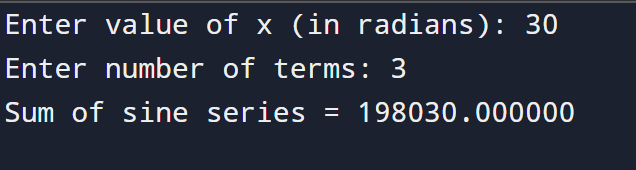 Enter value of x (in radians): 30
Enter number of terms: 3
Sum of sine series = 198030.000000